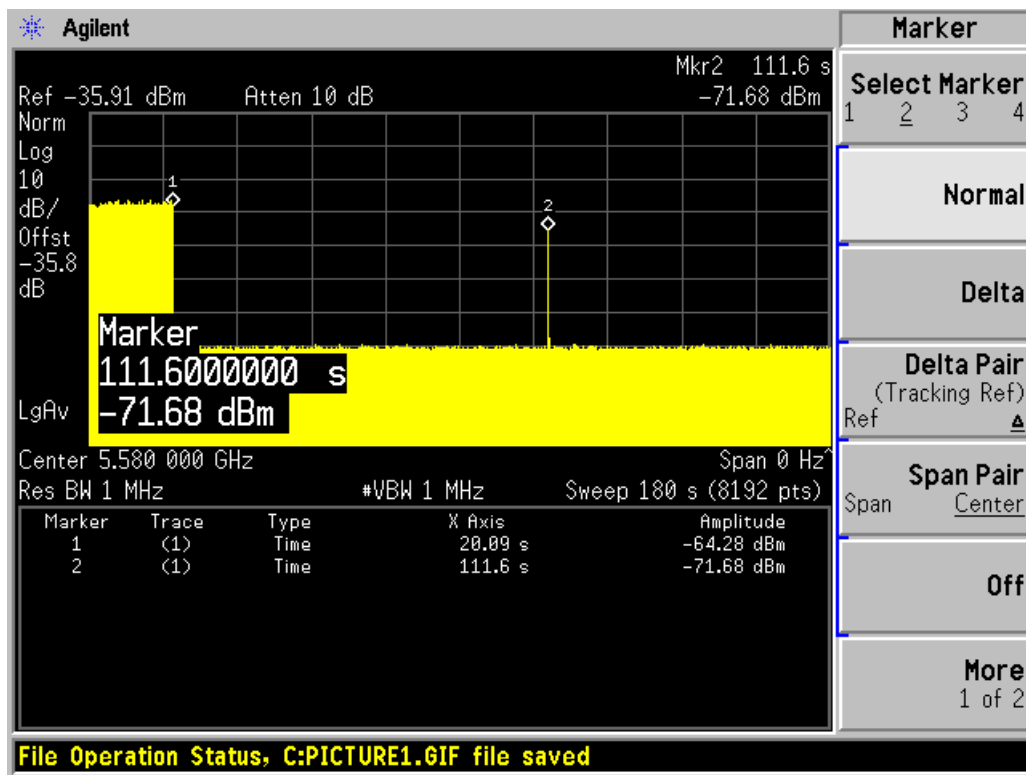 Agilent
Marker
Mkr2 111.6 s
Ref -35.91 dBm Atten 10 dB -71.68 dBm
Norm
Log
10
dB/
Offst
-35.8
dB
LgAv
1
2
Marker
111.6000000 s
-71.68 dBm
Center 5.580 000 GHz Span 0 Hz^
Res BW 1 MHz #VBW 1 MHz Sweep 180 s (8192 pts)
Marker Trace Type X Axis Amplitude
1 (1) Time 20.09 s -64.28 dBm
2 (1) Time 111.6 s -71.68 dBm
Select Marker
1 2 3 4
Normal
Delta
Delta Pair
(Tracking Ref)
Ref Δ
Span Pair
Span Center
Off
More
1 of 2
File Operation Status, C:PICTURE1.GIF file saved